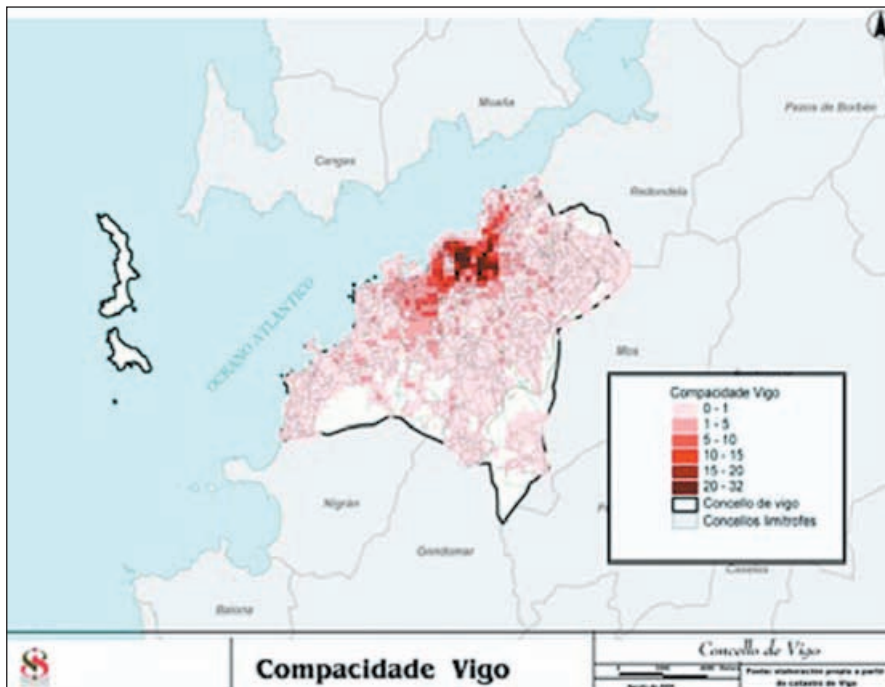 Moaña
Pazos de Borbén
Cangas
Redondela
OCEANO ATLÁNTICO
Mos
Compacidade Vigo
0 - 1
1 - 5
5 - 10
10 - 15
15 - 20
20 - 32
Concello de vigo
Concellos limítrofes
Nigrán
Gondomar
Baiona
Compacidade Vigo
Concello de Vigo
Fonte: elaboración propia a partir
do catastro de Vigo